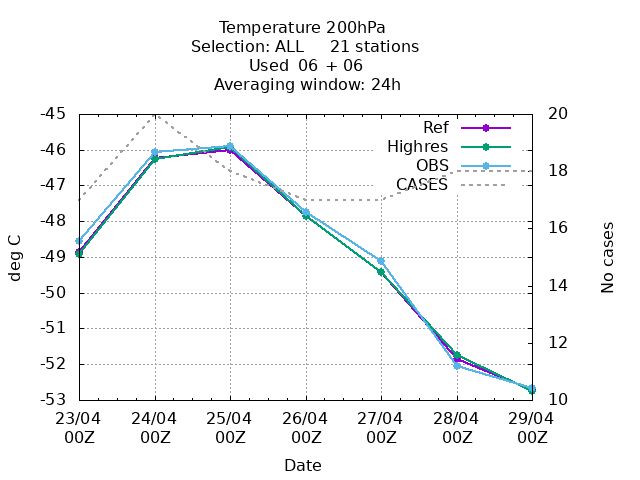 Temperature 200hPa
Selection: ALL 21 stations
Used 06 + 06
Averaging window: 24h
-45 20
Ref
-46 Highres
OBS
-47 CASES 18
-48 16
deg C -49 No cases
-50 14
-51
-52 12
-53 10
23/04 24/04 25/04 26/04 27/04 28/04 29/04
00Z 00Z 00Z 00Z 00Z 00Z 00Z
Date